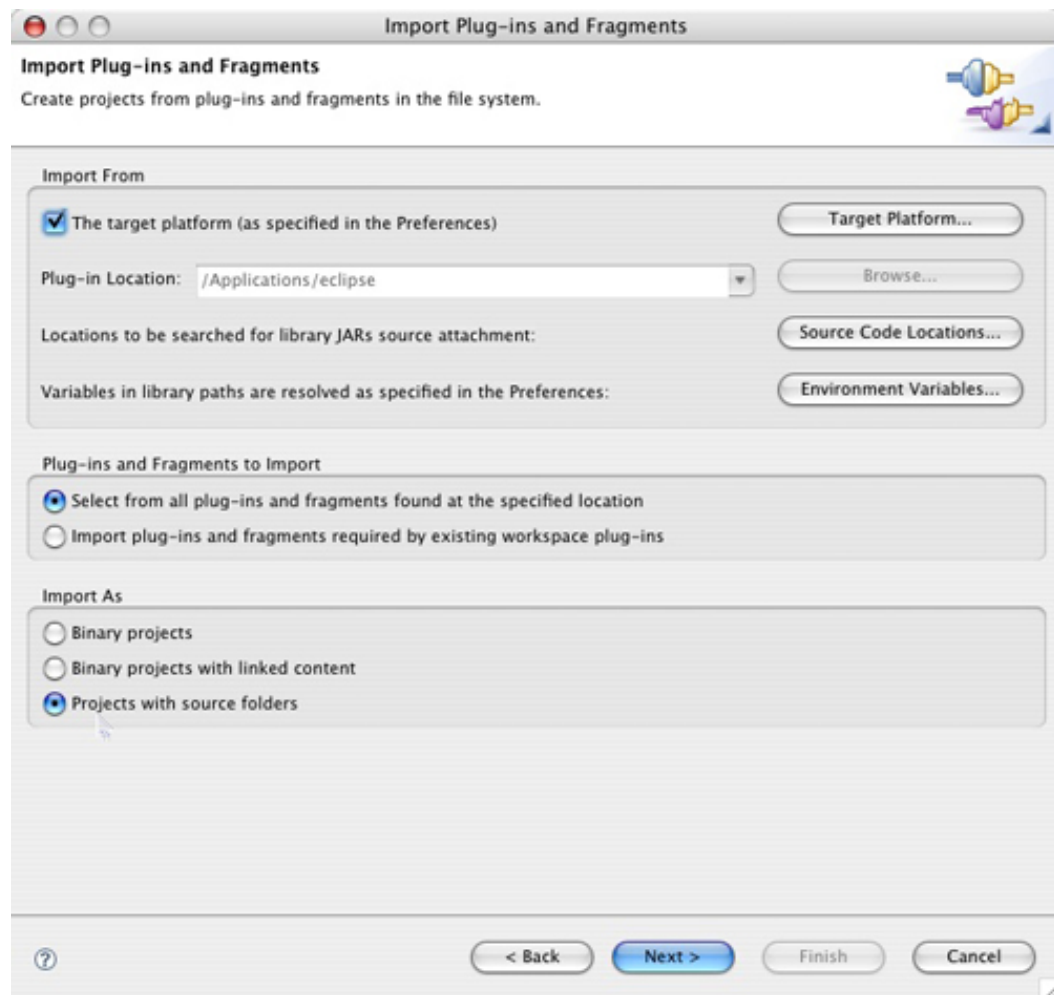 Import Plug-ins and Fragments
Import Plug-ins and Fragments
Create projects from plug-ins and fragments in the file system.
Import From
The target platform (as specified in the Preferences)
Target Platform...
Plug-in Location:
/Applications/eclipse
Browse...
Locations to be searched for library JARs source attachment:
Source Code Locations...
Variables in library paths are resolved as specified in the Preferences:
Environment Variables...
Plug-ins and Fragments to Import
Select from all plug-ins and fragments found at the specified location
Import plug-ins and fragments required by existing workspace plug-ins
Import As
Binary projects
Binary projects with linked content
Projects with source folders
?
< Back
Next >
Finish
Cancel